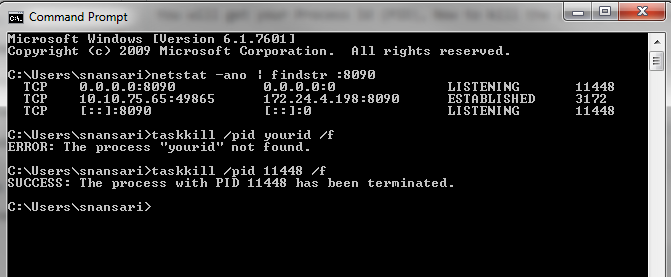 Command Prompt
Microsoft Windows [Version 6.1.7601]
Copyright (c) 2009 Microsoft Corporation.  All rights reserved.
C:\Users\snansari>netstat -ano | findstr :8090
TCP    0.0.0.0:8090           0.0.0.0:0              LISTENING       11448
TCP    10.10.75.65:49865      172.24.4.198:8090      ESTABLISHED     3172
TCP    [::]:8090              [::]:0                 LISTENING       11448
C:\Users\snansari>taskkill /pid yourid /f
ERROR: The process "yourid" not found.
C:\Users\snansari>taskkill /pid 11448 /f
SUCCESS: The process with PID 11448 has been terminated.
C:\Users\snansari>